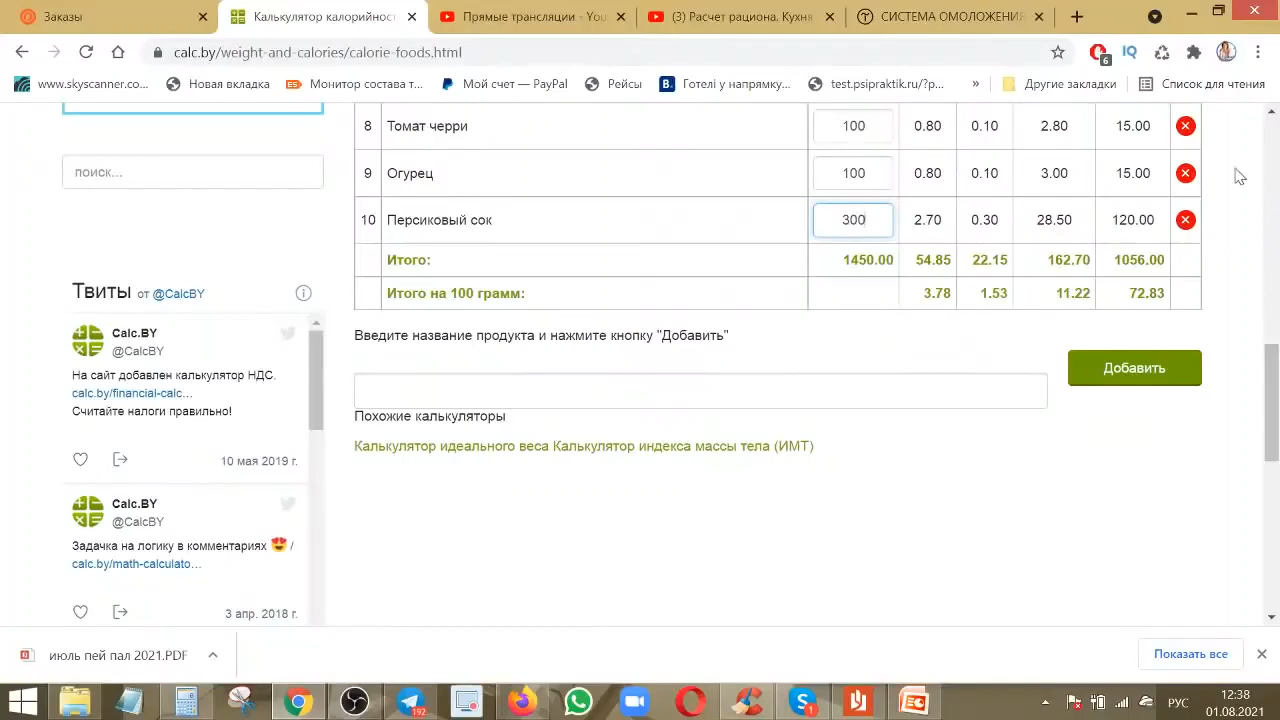 Заказы
Калькулятор калорийност
Прямые трансляции - You
(3) Расчет рациона, Кухня
СИСТЕМА ОМОЛОЖЕНИЯ
calc.by/weight-and-calories/calorie-foods.html
6
IQ
www.skyscanner.co...
Новая вкладка
ES
Монитор состава т...
Мой счет — PayPal
Рейсы
B.
Готелі у напрямку...
test.psipraktik.ru/?p...
»
Другие закладки
Список для чтения
8 Томат черри 100 0.80 0.10 2.80 15.00
9 Огурец 100 0.80 0.10 3.00 15.00
10 Персиковый сок 300 2.70 0.30 28.50 120.00
Итого: 1450.00 54.85 22.15 162.70 1056.00
Итого на 100 грамм: 3.78 1.53 11.22 72.83
поиск...
Введите название продукта и нажмите кнопку "Добавить"
Добавить
Похожие калькуляторы
Калькулятор идеального веса Калькулятор индекса массы тела (ИМТ)
Твиты от @CalcBY
Calc.BY
@CalcBY
На сайт добавлен калькулятор НДС.
calc.by/financial-calc…
Считайте налоги правильно!
10 мая 2019 г.
Calc.BY
@CalcBY
Задачка на логику в комментариях 😍 /
calc.by/math-calculato…
3 апр. 2018 г.
июль пей пал 2021.PDF
Показать все
192
РУС
12:38
01.08.2021